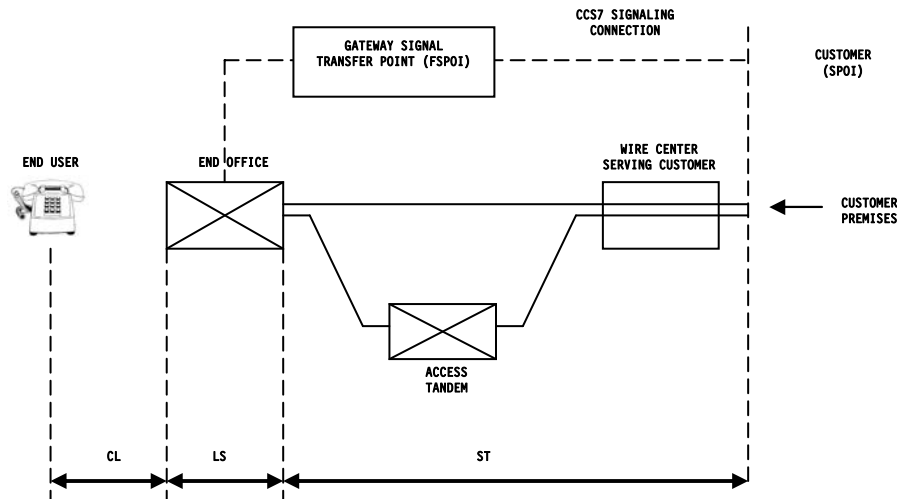 CCS7 SIGNALING
CONNECTION
GATEWAY SIGNAL
TRANSFER POINT (FSPOI)
CUSTOMER
(SPOI)
END USER
END OFFICE
WIRE CENTER
SERVING CUSTOMER
CUSTOMER
PREMISES
ACCESS
TANDEM
CL
LS
ST